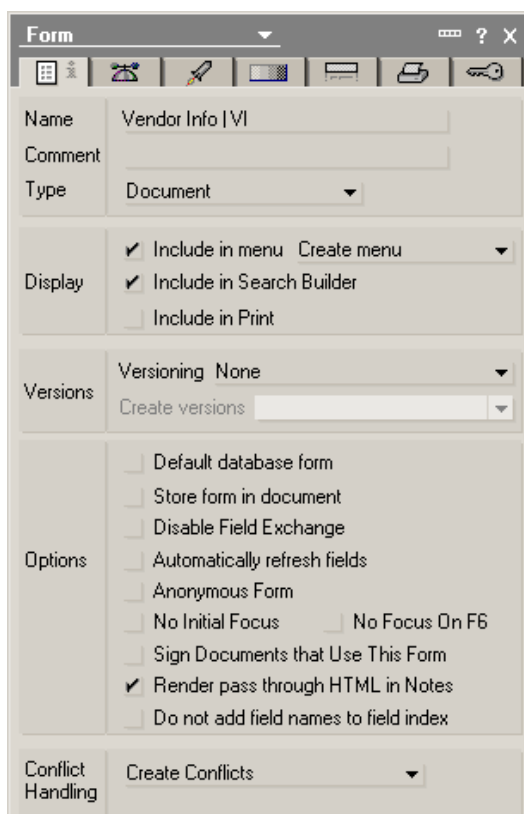 Form
? X
Name Vendor Info | VI
Comment
Type Document
Include in menu Create menu
Display Include in Search Builder
Include in Print
Versioning None
Versions
Create versions
Default database form
Store form in document
Disable Field Exchange
Options Automatically refresh fields
Anonymous Form
No Initial Focus No Focus On F6
Sign Documents that Use This Form
Render pass through HTML in Notes
Do not add field names to field index
Conflict Create Conflicts
Handling